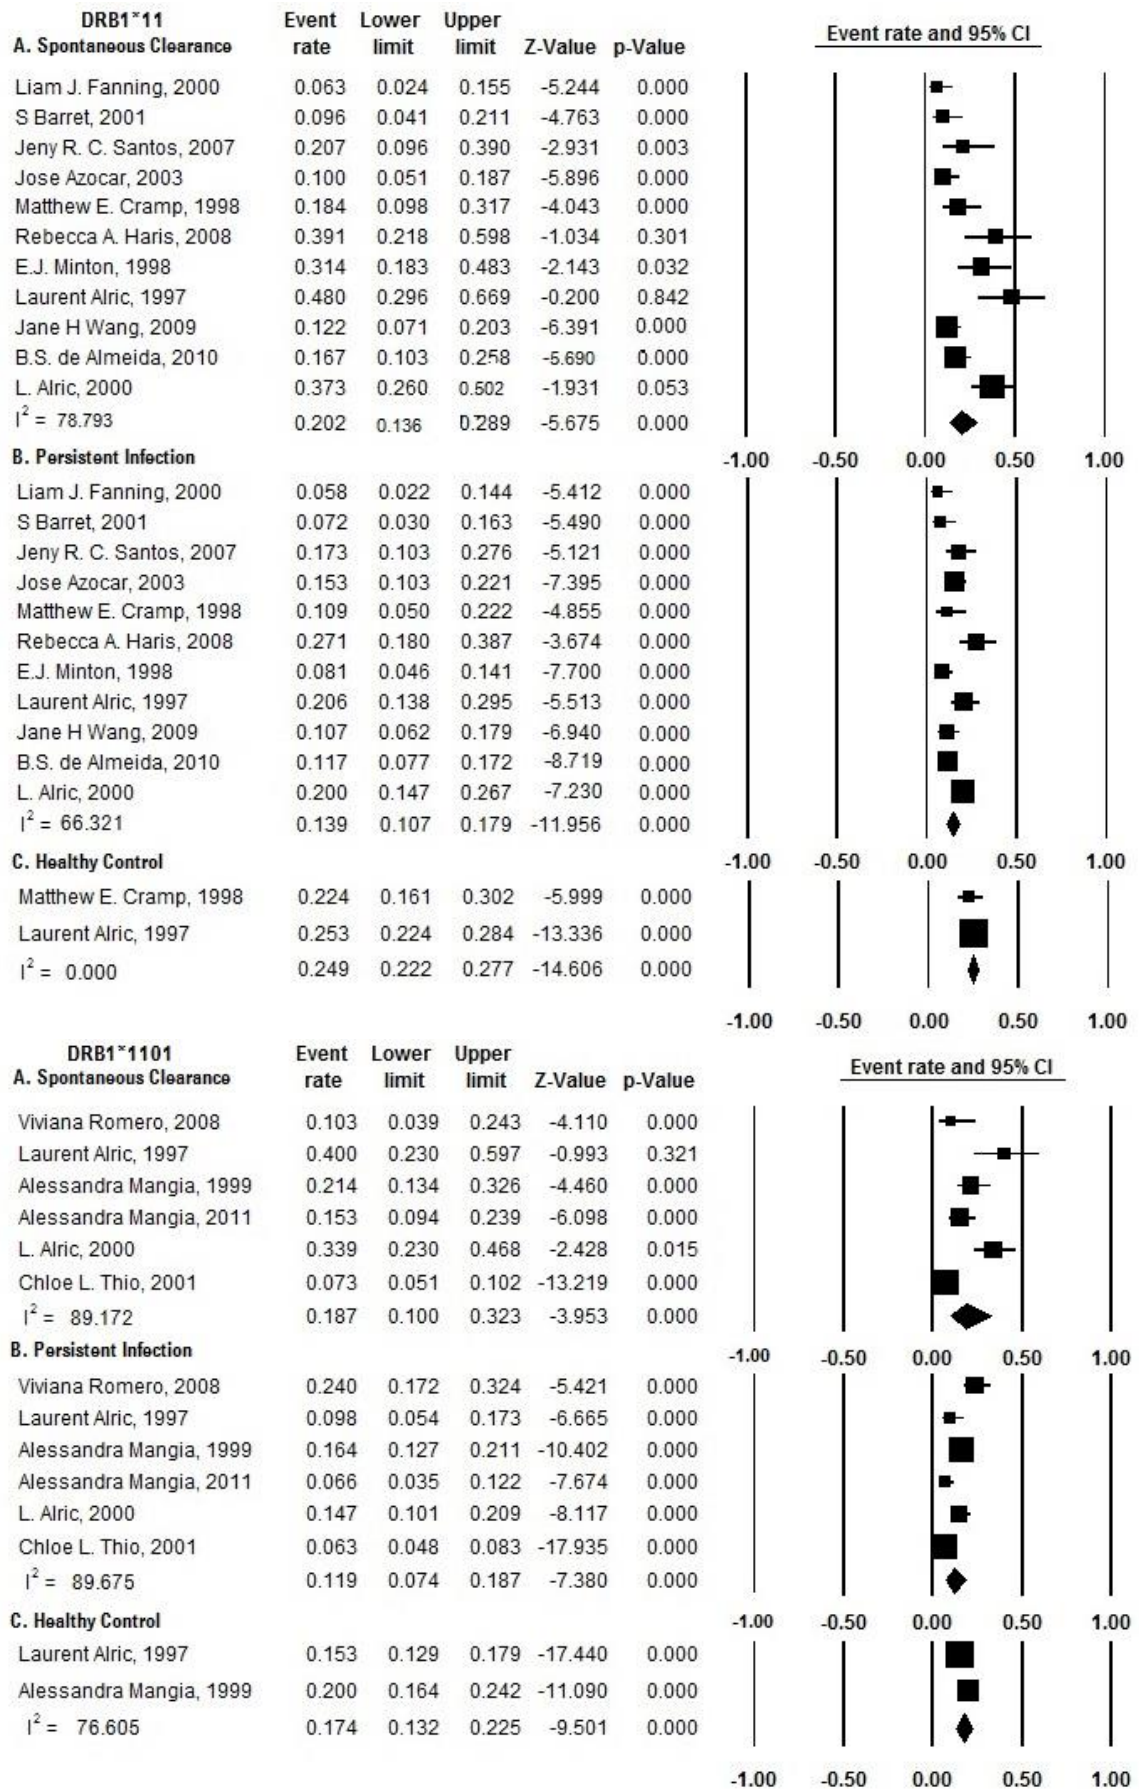 DRB1*11 Event Lower Upper
A. Spontaneous Clearance rate limit limit Z-Value p-Value Event rate and 95% CI
Liam J. Fanning, 2000 0.063 0.024 0.155 -5.244 0.000
S Barret, 2001 0.096 0.041 0.211 -4.763 0.000
Jeny R. C. Santos, 2007 0.207 0.096 0.390 -2.931 0.003
Jose Azocar, 2003 0.100 0.051 0.187 -5.896 0.000
Matthew E. Cramp, 1998 0.184 0.098 0.317 -4.043 0.000
Rebecca A. Haris, 2008 0.391 0.218 0.598 -1.034 0.301
E.J. Minton, 1998 0.314 0.183 0.483 -2.143 0.032
Laurent Alric, 1997 0.480 0.296 0.669 -0.200 0.842
Jane H Wang, 2009 0.122 0.071 0.203 -6.391 0.000
B.S. de Almeida, 2010 0.167 0.103 0.258 -5.690 0.000
L. Alric, 2000 0.373 0.260 0.502 -1.931 0.053
I² = 78.793 0.202 0.136 0.289 -5.675 0.000
B. Persistent Infection -1.00 -0.50 0.00 0.50 1.00
Liam J. Fanning, 2000 0.058 0.022 0.144 -5.412 0.000
S Barret, 2001 0.072 0.030 0.163 -5.490 0.000
Jeny R. C. Santos, 2007 0.173 0.103 0.276 -5.121 0.000
Jose Azocar, 2003 0.153 0.103 0.221 -7.395 0.000
Matthew E. Cramp, 1998 0.109 0.050 0.222 -4.855 0.000
Rebecca A. Haris, 2008 0.271 0.180 0.387 -3.674 0.000
E.J. Minton, 1998 0.081 0.046 0.141 -7.700 0.000
Laurent Alric, 1997 0.206 0.138 0.295 -5.513 0.000
Jane H Wang, 2009 0.107 0.062 0.179 -6.940 0.000
B.S. de Almeida, 2010 0.117 0.077 0.172 -8.719 0.000
L. Alric, 2000 0.200 0.147 0.267 -7.230 0.000
I² = 66.321 0.139 0.107 0.179 -11.956 0.000
C. Healthy Control -1.00 -0.50 0.00 0.50 1.00
Matthew E. Cramp, 1998 0.224 0.161 0.302 -5.999 0.000
Laurent Alric, 1997 0.253 0.224 0.284 -13.336 0.000
I² = 0.000 0.249 0.222 0.277 -14.606 0.000
-1.00 -0.50 0.00 0.50 1.00
DRB1*1101 Event Lower Upper
A. Spontaneous Clearance rate limit limit Z-Value p-Value Event rate and 95% CI
Viviana Romero, 2008 0.103 0.039 0.243 -4.110 0.000
Laurent Alric, 1997 0.400 0.230 0.597 -0.993 0.321
Alessandra Mangia, 1999 0.214 0.134 0.326 -4.460 0.000
Alessandra Mangia, 2011 0.153 0.094 0.239 -6.098 0.000
L. Alric, 2000 0.339 0.230 0.468 -2.428 0.015
Chloe L. Thio, 2001 0.073 0.051 0.102 -13.219 0.000
I² = 89.172 0.187 0.100 0.323 -3.953 0.000
B. Persistent Infection -1.00 -0.50 0.00 0.50 1.00
Viviana Romero, 2008 0.240 0.172 0.324 -5.421 0.000
Laurent Alric, 1997 0.098 0.054 0.173 -6.665 0.000
Alessandra Mangia, 1999 0.164 0.127 0.211 -10.402 0.000
Alessandra Mangia, 2011 0.066 0.035 0.122 -7.674 0.000
L. Alric, 2000 0.147 0.101 0.209 -8.117 0.000
Chloe L. Thio, 2001 0.063 0.048 0.083 -17.935 0.000
I² = 89.675 0.119 0.074 0.187 -7.380 0.000
C. Healthy Control -1.00 -0.50 0.00 0.50 1.00
Laurent Alric, 1997 0.153 0.129 0.179 -17.440 0.000
Alessandra Mangia, 1999 0.200 0.164 0.242 -11.090 0.000
I² = 76.605 0.174 0.132 0.225 -9.501 0.000
-1.00 -0.50 0.00 0.50 1.00